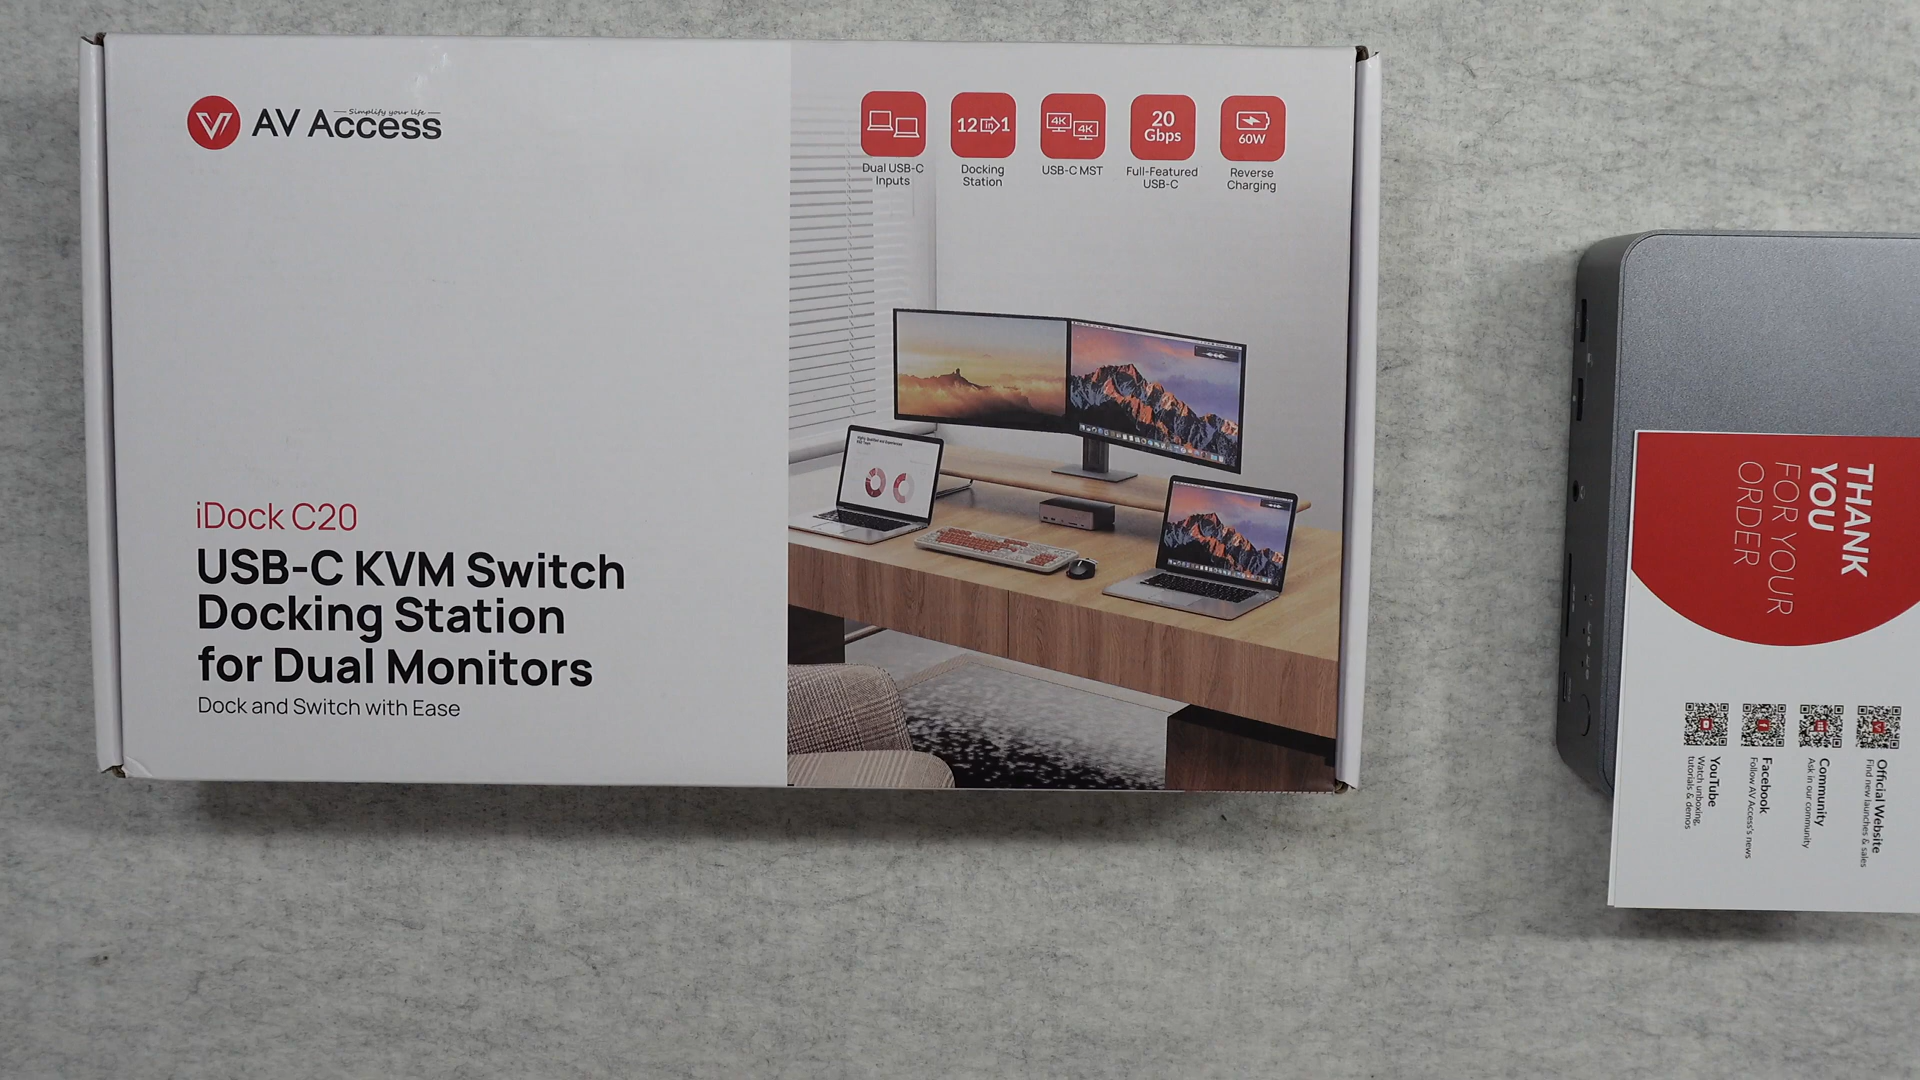 Simplify your life
AV Access
12 in 1
4K
4K
20
Gbps
60W
Dual USB-C
Inputs
Docking
Station
USB-C MST
Full-Featured
USB-C
Reverse
Charging
iDock C20
USB-C KVM Switch
Docking Station
for Dual Monitors
Dock and Switch with Ease
THANK
YOU
FOR YOUR
ORDER
Official Website
Find new launches & sales
Community
Ask in our community
Facebook
Follow AV Access's news
YouTube
Watch unboxing,
tutorials & demos